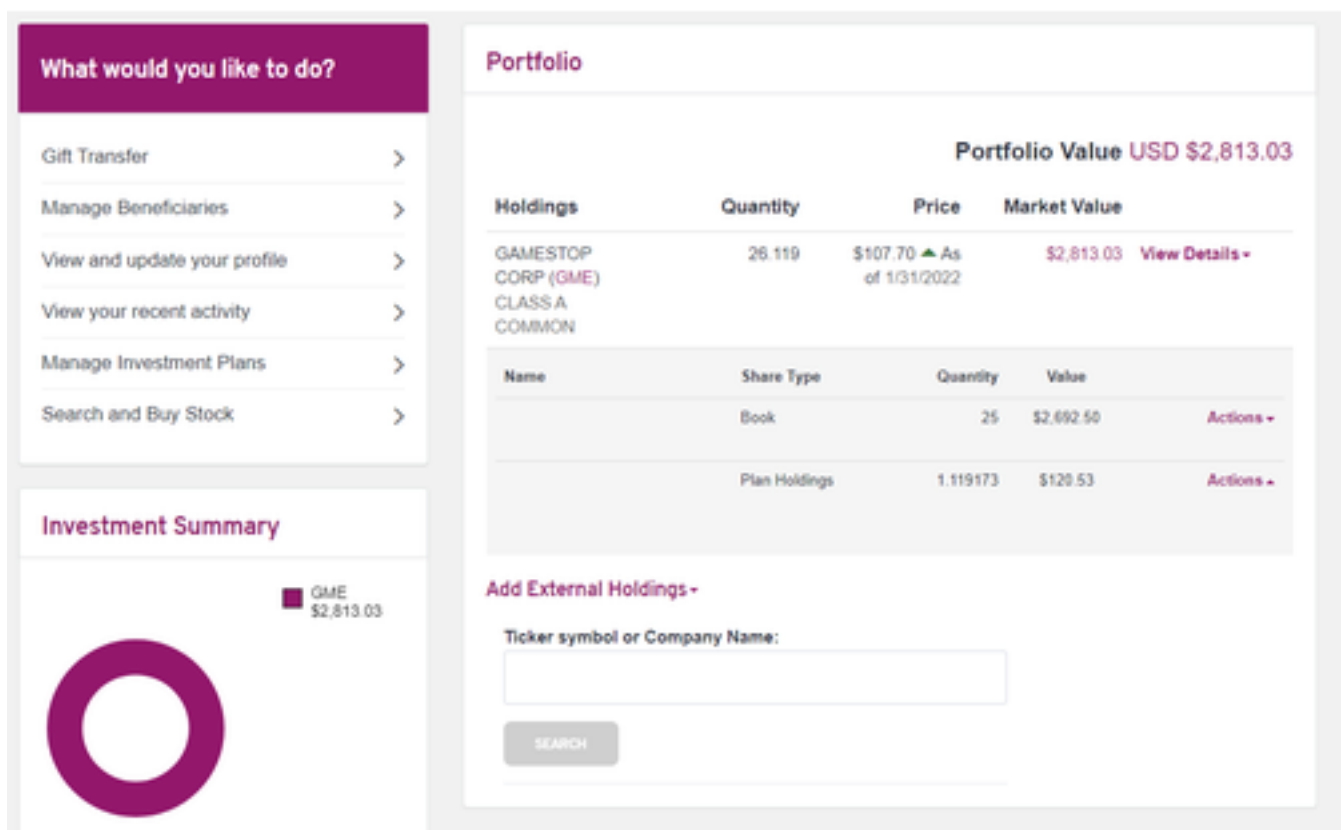 What would you like to do?
Gift Transfer
Manage Beneficiaries
View and update your profile
View your recent activity
Manage Investment Plans
Search and Buy Stock
Investment Summary
GME
$2,813.03
Portfolio
Portfolio Value USD $2,813.03
Holdings Quantity Price Market Value
GAMESTOP 26.119 $107.70 ▲ As $2,813.03 View Details
CORP (GME) of 1/31/2022
CLASS A
COMMON
Name Share Type Quantity Value
Book 25 $2,692.50 Actions
Plan Holdings 1.119173 $120.53 Actions
Add External Holdings
Ticker symbol or Company Name:
SEARCH